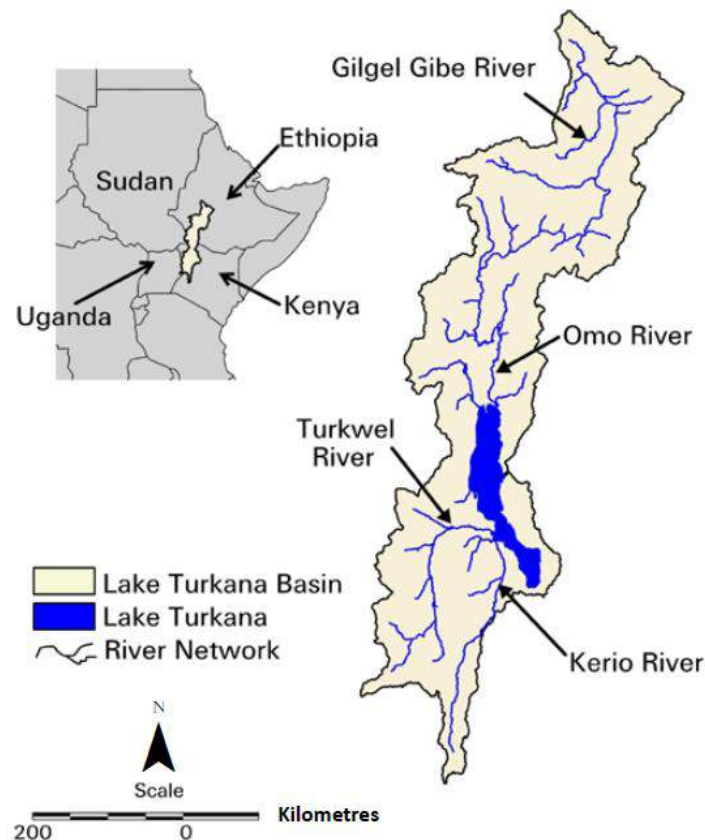 Gilgel Gibe River
Ethiopia
Sudan
Uganda
Kenya
Omo River
Turkwel
River
Lake Turkana Basin
Lake Turkana
River Network
Kerio River
N
Scale
Kilometres
200 0